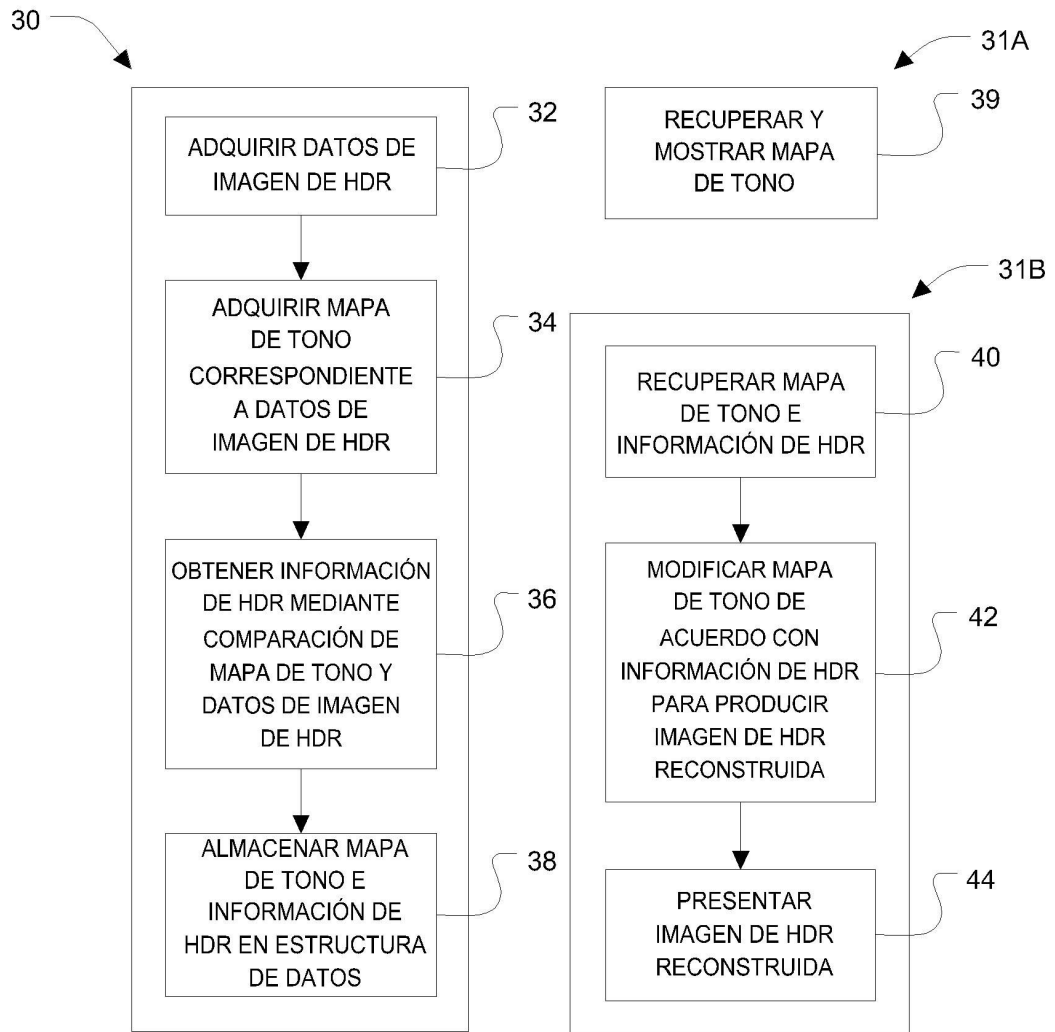 30
32
ADQUIRIR DATOS DE
IMAGEN DE HDR
34
ADQUIRIR MAPA
DE TONO
CORRESPONDIENTE
A DATOS DE
IMAGEN DE HDR
36
OBTENER INFORMACIÓN
DE HDR MEDIANTE
COMPARACIÓN DE
MAPA DE TONO Y
DATOS DE IMAGEN
DE HDR
38
ALMACENAR MAPA
DE TONO E
INFORMACIÓN DE
HDR EN ESTRUCTURA
DE DATOS
31A
39
RECUPERAR Y
MOSTRAR MAPA
DE TONO
31B
40
RECUPERAR MAPA
DE TONO E
INFORMACIÓN DE HDR
42
MODIFICAR MAPA
DE TONO DE
ACUERDO CON
INFORMACIÓN DE HDR
PARA PRODUCIR
IMAGEN DE HDR
RECONSTRUIDA
44
PRESENTAR
IMAGEN DE HDR
RECONSTRUIDA